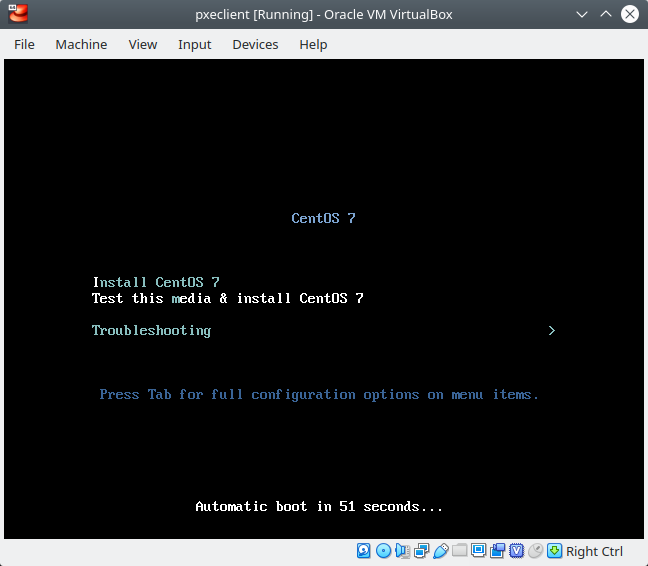 pxeclient [Running] - Oracle VM VirtualBox
File Machine View Input Devices Help
CentOS 7
Install CentOS 7
Test this media & install CentOS 7
Troubleshooting >
Press Tab for full configuration options on menu items.
Automatic boot in 51 seconds...
Right Ctrl